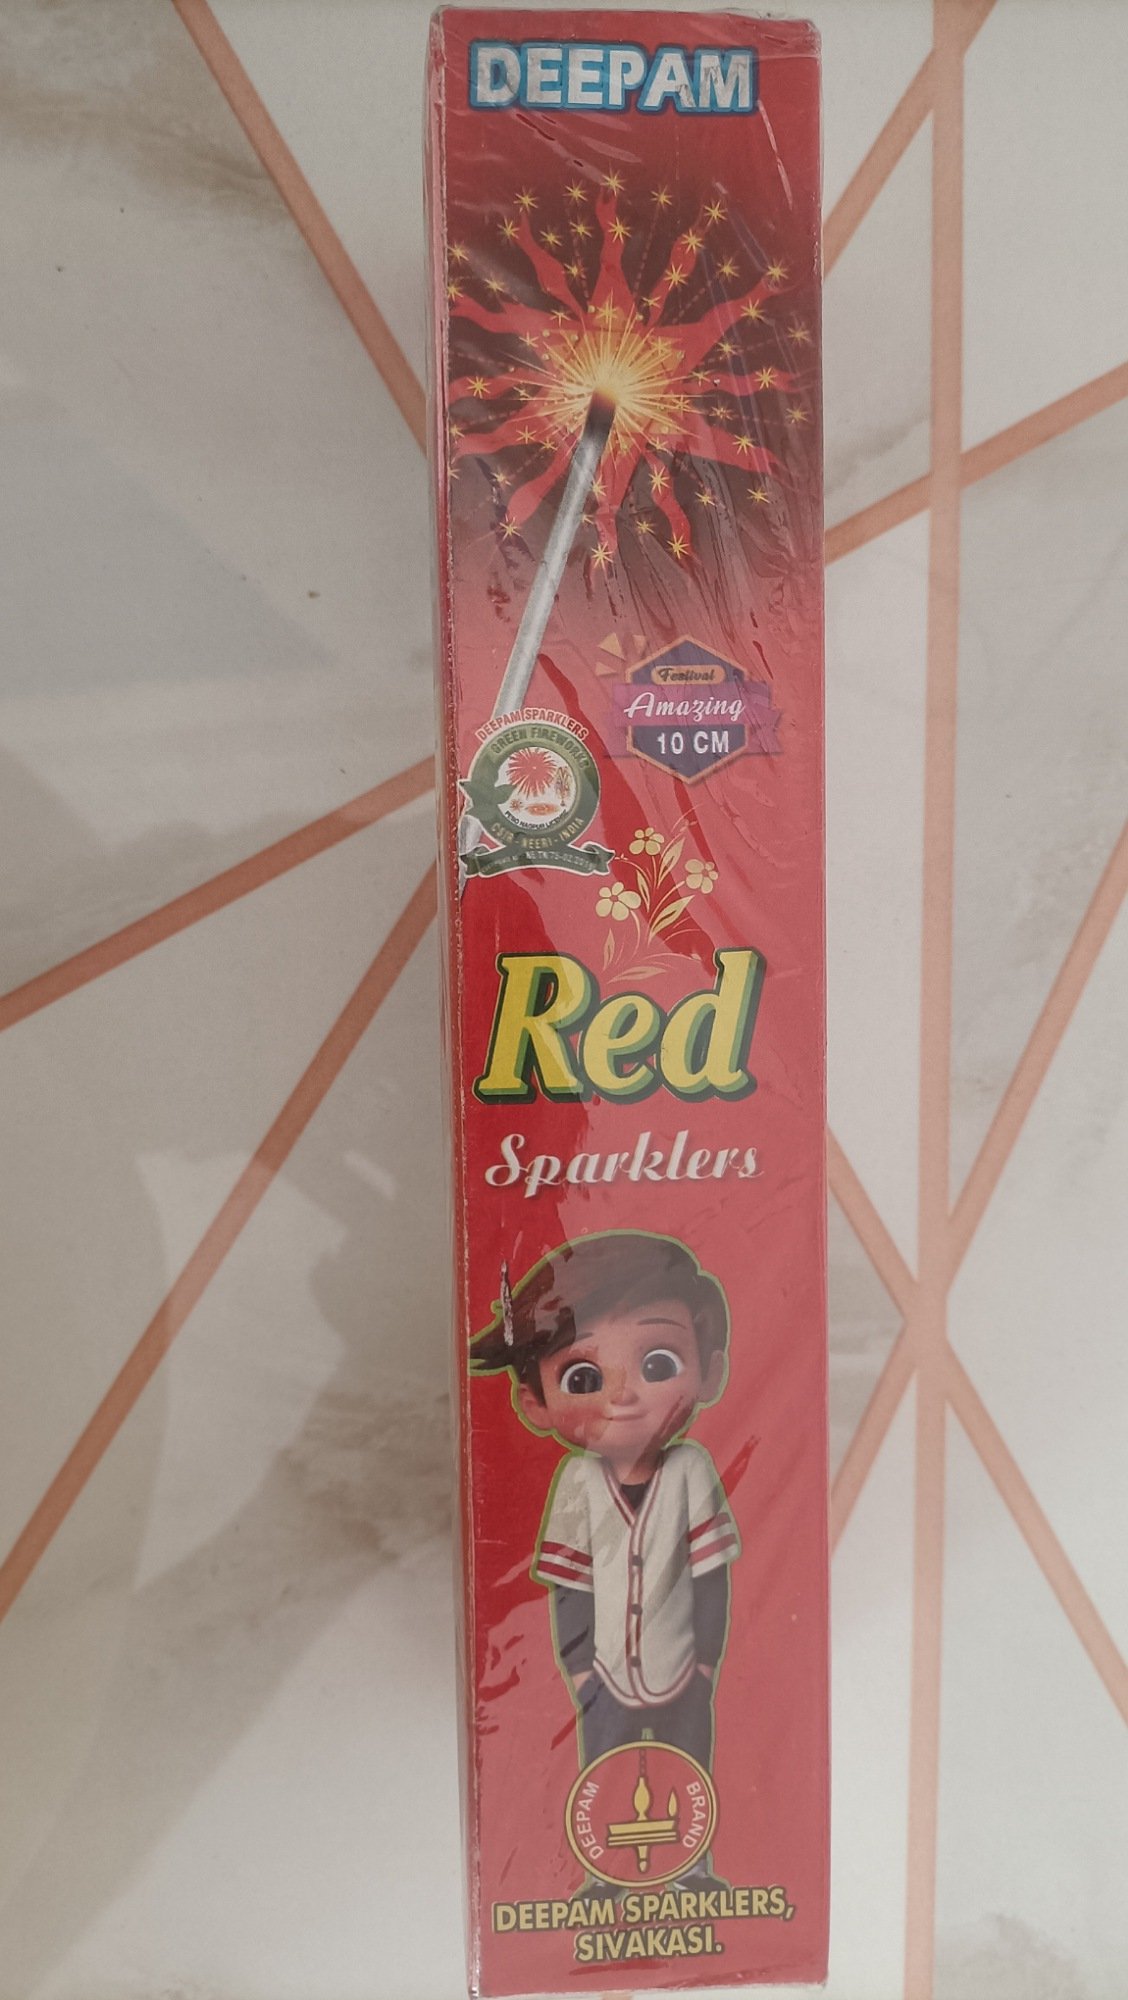 DEEPAM
Festival
Amazing
10 CM
DEEPAM SPARKLERS
GREEN FIREWORKS
CSIR-NEERI-INDIA
Red
Sparklers
DEEPAM BRAND
DEEPAM SPARKLERS,
SIVAKASI.